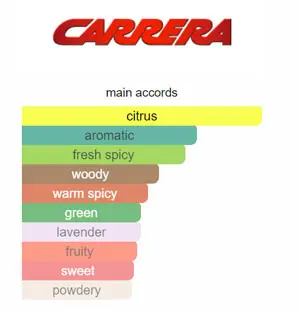 CARRERA
main accords
citrus
aromatic
fresh spicy
woody
warm spicy
green
lavender
fruity
sweet
powdery